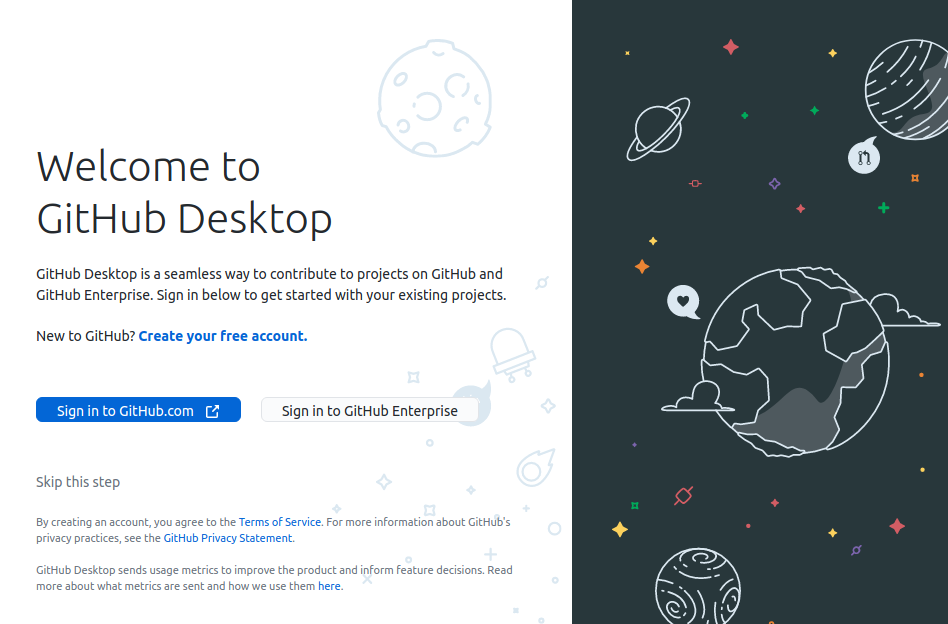 Welcome to
GitHub Desktop
GitHub Desktop is a seamless way to contribute to projects on GitHub and
GitHub Enterprise. Sign in below to get started with your existing projects.
New to GitHub? Create your free account.
Sign in to GitHub.com
Sign in to GitHub Enterprise
Skip this step
By creating an account, you agree to the Terms of Service. For more information about GitHub's
privacy practices, see the GitHub Privacy Statement.
GitHub Desktop sends usage metrics to improve the product and inform feature decisions. Read
more about what metrics are sent and how we use them here.